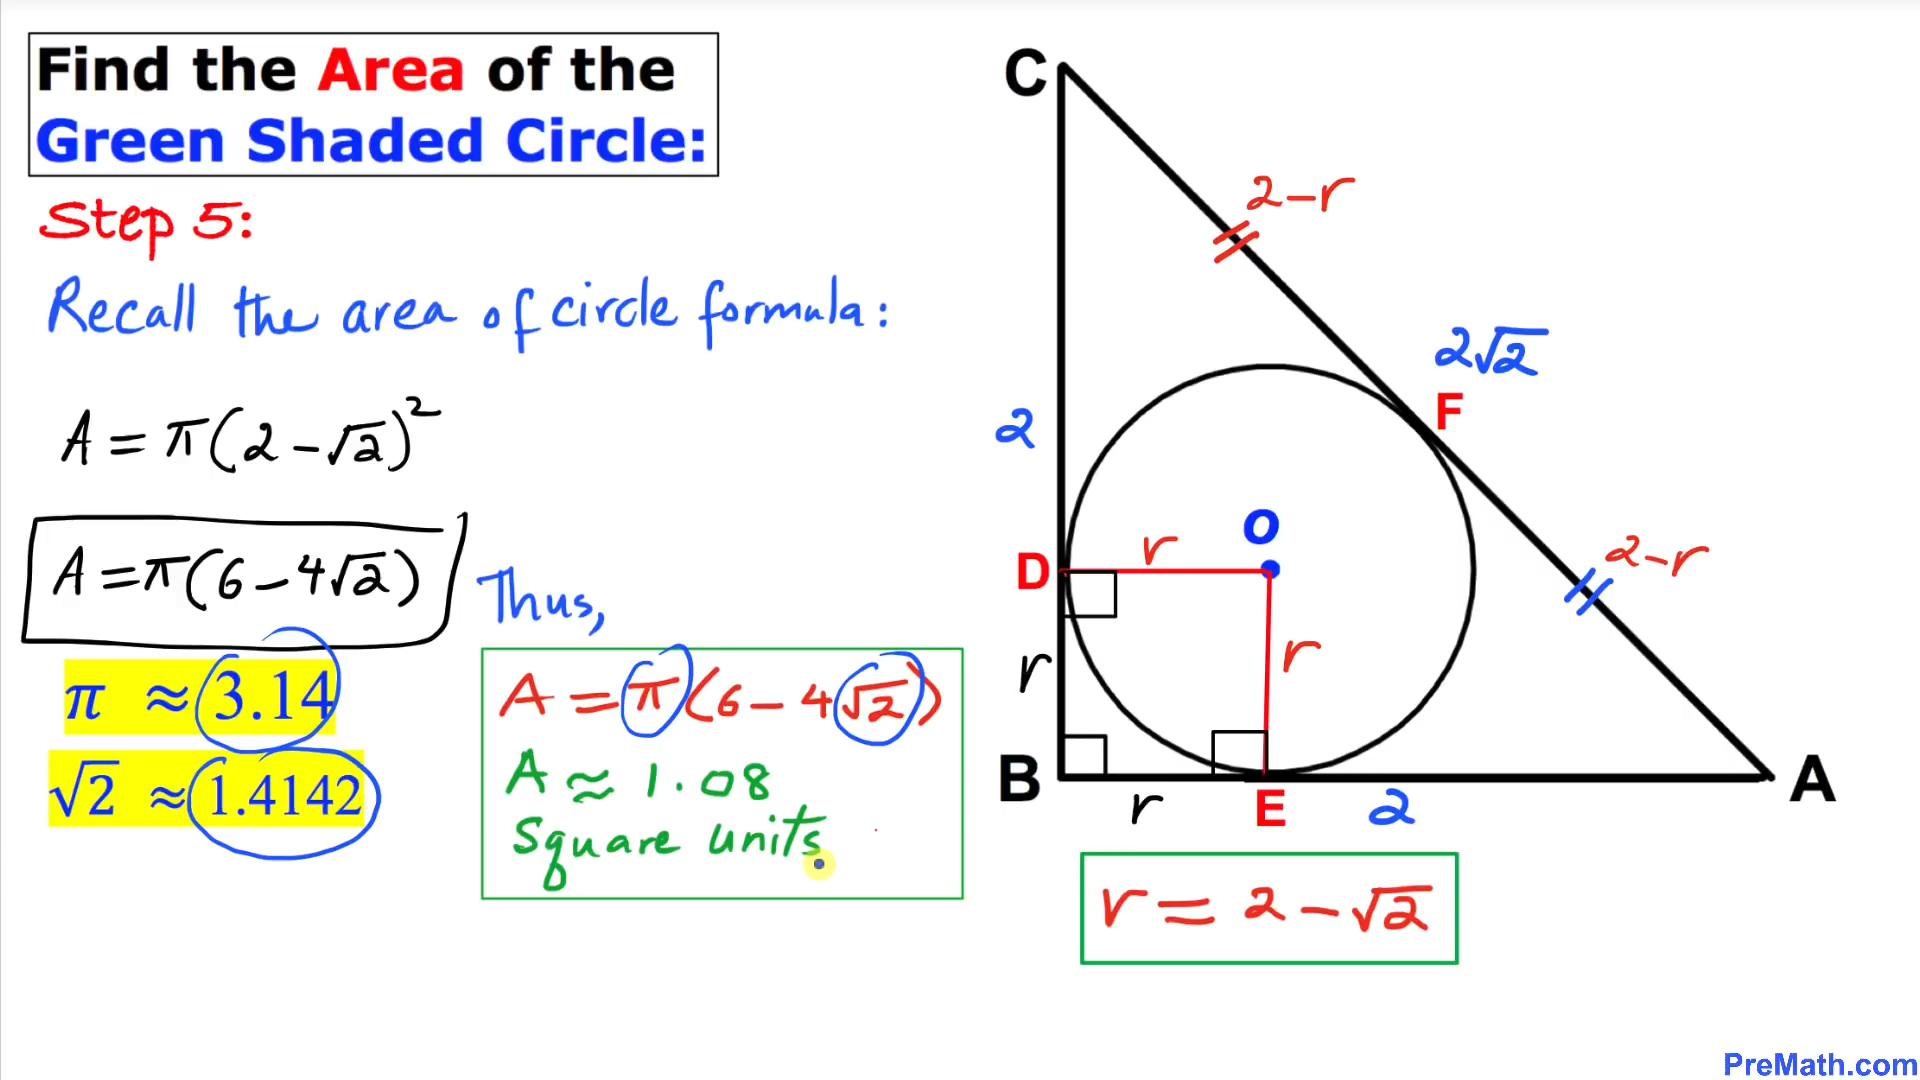 Find the Area of the
Green Shaded Circle:
Step 5:
Recall the area of circle formula:
A = π(2 - √2)²
A = π(6 - 4√2)
π ≈ 3.14
√2 ≈ 1.4142
Thus,
A = π(6 - 4√2)
A ≈ 1.08
Square units
C
2-r
2√2
F
2
O
2-r
D
r
r
r
B
A
r
E
2
r = 2 - √2
PreMath.com